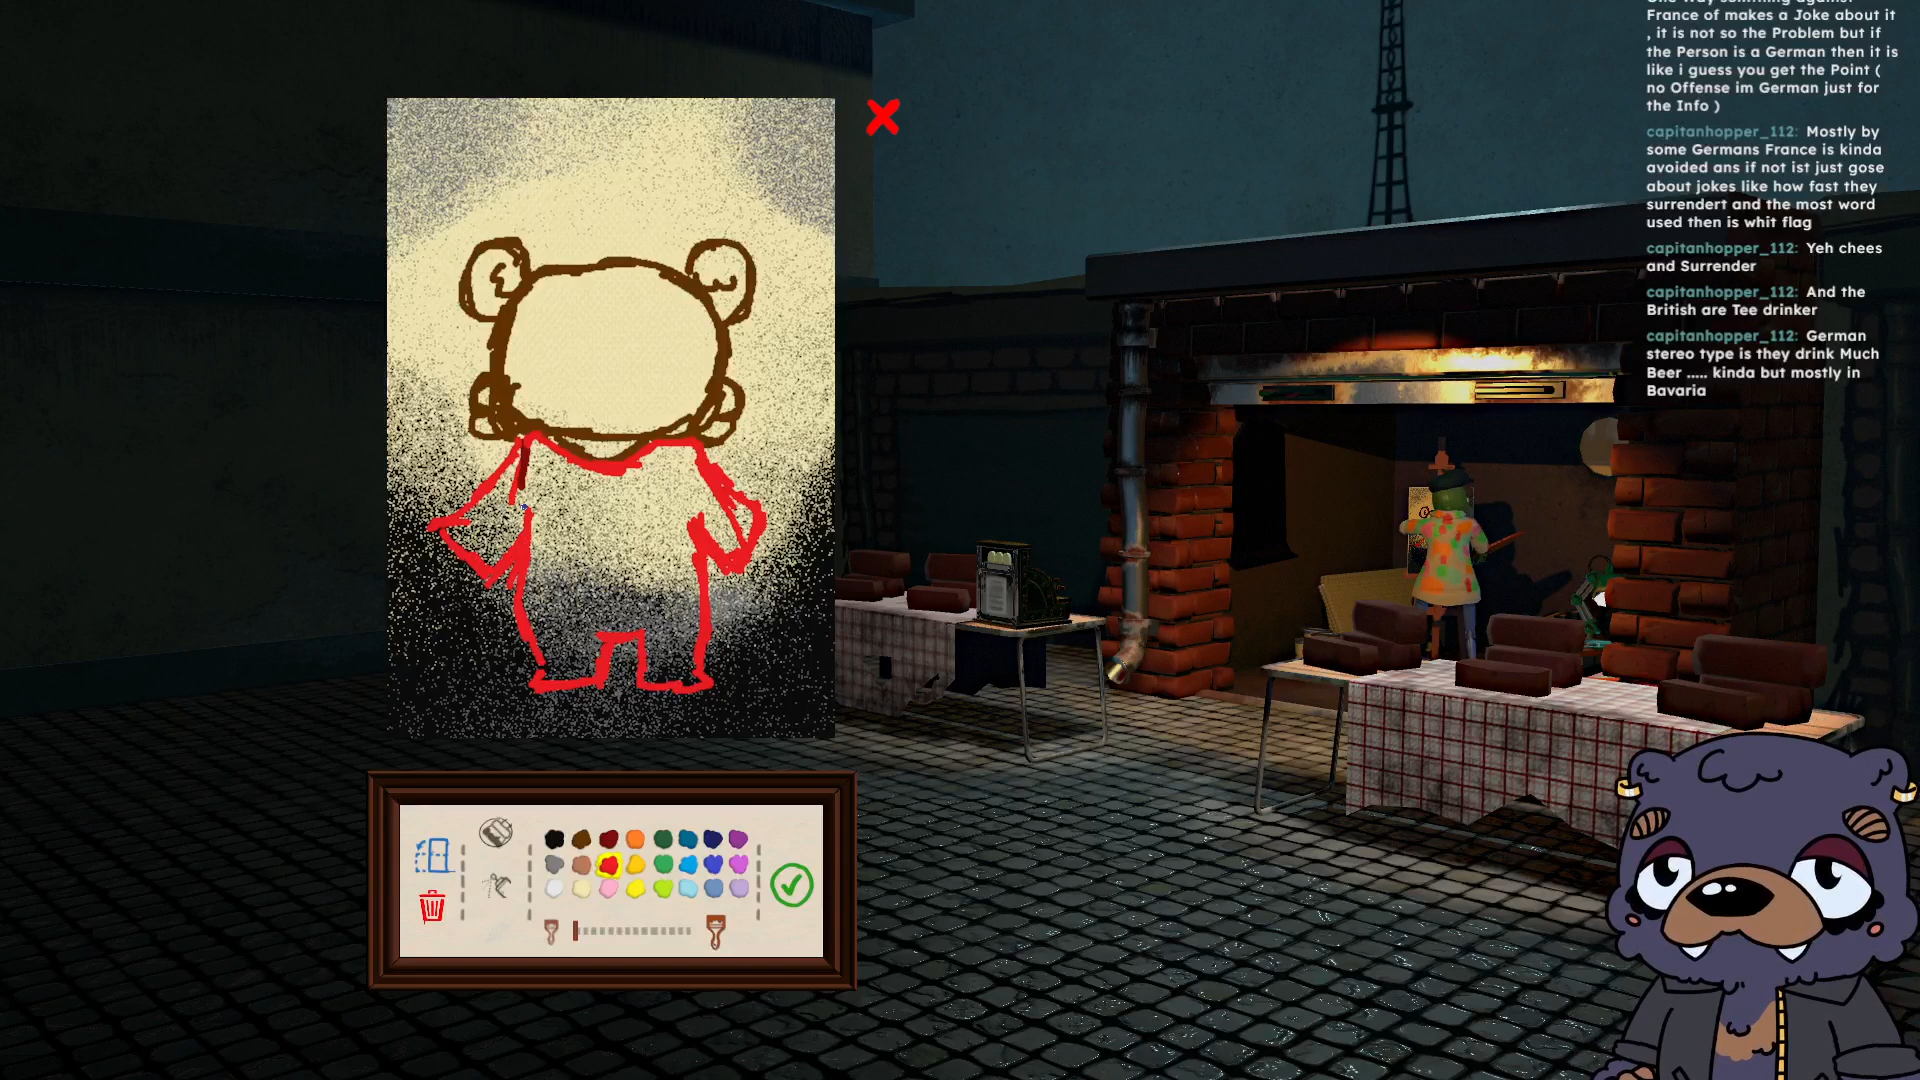 France of makes a Joke about it
, it is not so the Problem but if
the Person is a German then it is
like i guess you get the Point (
no Offense im German just for
the Info )
capitanhopper_112: Mostly by
some Germans France is kinda
avoided ans if not ist just gose
about jokes like how fast they
surrendert and the most word
used then is whit flag
capitanhopper_112: Yeh chees
and Surrender
capitanhopper_112: And the
British are Tee drinker
capitanhopper_112: German
stereo type is they drink Much
Beer ..... kinda but mostly in
Bavaria